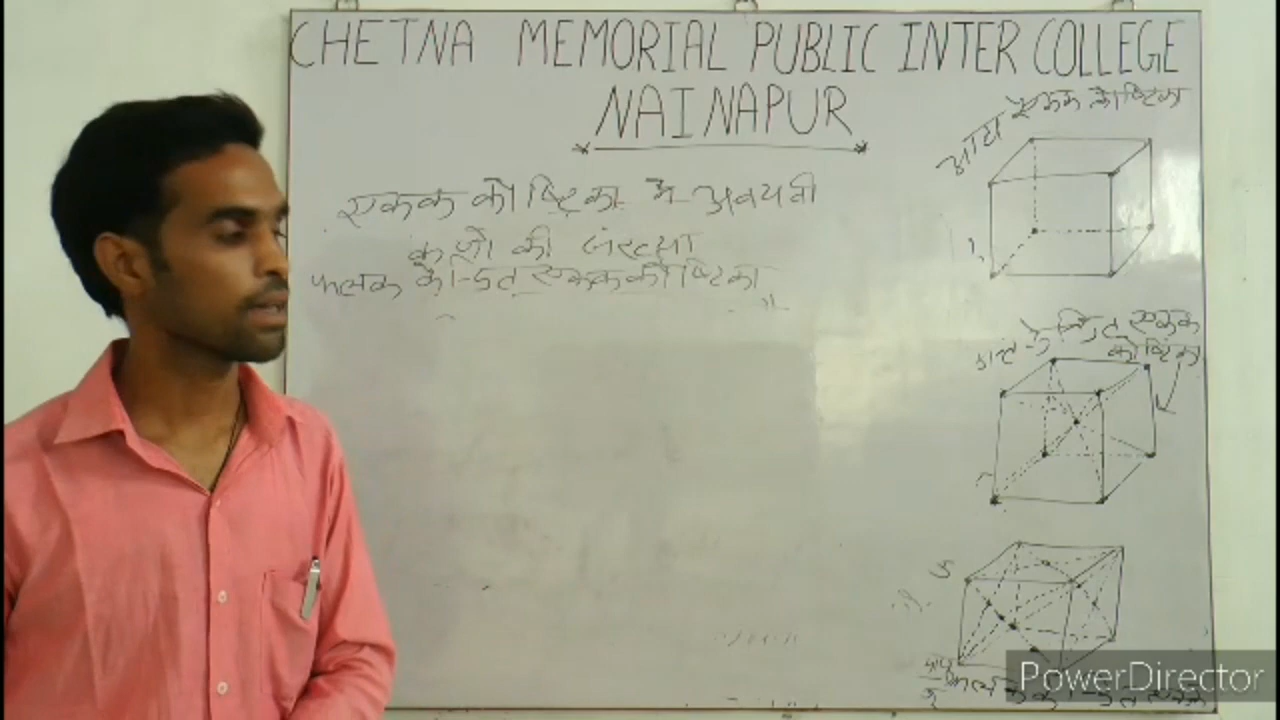 CHETNA MEMORIAL PUBLIC INTER COLLEGE
NAINAPUR
एकक कोष्टिका मे अवयवी
कणो की संख्या
फलक केन्द्रित एकक कोष्टिका
आद्य एकक कोष्टिका
अन्तः केन्द्रित एकक
कोष्टिका
PowerDirector